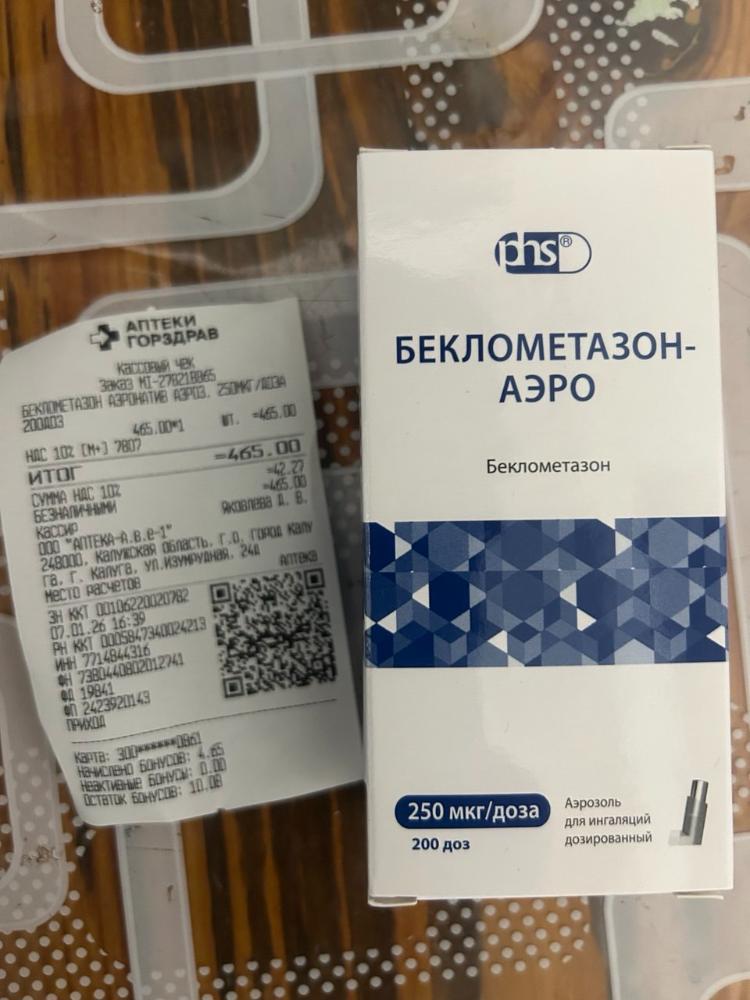 АПТЕКИ
ГОРЗДРАВ
КАССОВЫЙ ЧЕК
ЗАКАЗ MI-278218865
БЕКЛОМЕТАЗОН АЭРОНАТИВ АЭРОЗ. 250МКГ/ДОЗА
200ДОЗ
465.00*1 ШТ. =465.00
НДС 10% [М+] 7807
ИТОГ =465.00
СУММА НДС 10% =42.27
БЕЗНАЛИЧНЫМИ =465.00
КАССИР Яковлева Д. В.
ООО "АПТЕКА-А.в.е-1"
248000, КАЛУЖСКАЯ ОБЛАСТЬ, Г.О. ГОРОД КАЛУ
ГА, Г. КАЛУГА, УЛ.ИЗУМРУДНАЯ, 24Д
МЕСТО РАСЧЕТОВ АПТЕКА
ЗН ККТ 00106220020782
07.01.26 16:39
РН ККТ 0005847340024213
ИНН 7714844316
ФН 7380440802012741
ФД 19841
ФП 2423920143
ПРИХОД
КАРТА: 300******0861
НАЧИСЛЕНО БОНУСОВ: 4.65
НЕАКТИВНЫЕ БОНУСЫ: 0.00
ОСТАТОК БОНУСОВ: 10.08
phs®
БЕКЛОМЕТАЗОН-
АЭРО
Беклометазон
250 мкг/доза
200 доз
Аэрозоль
для ингаляций
дозированный